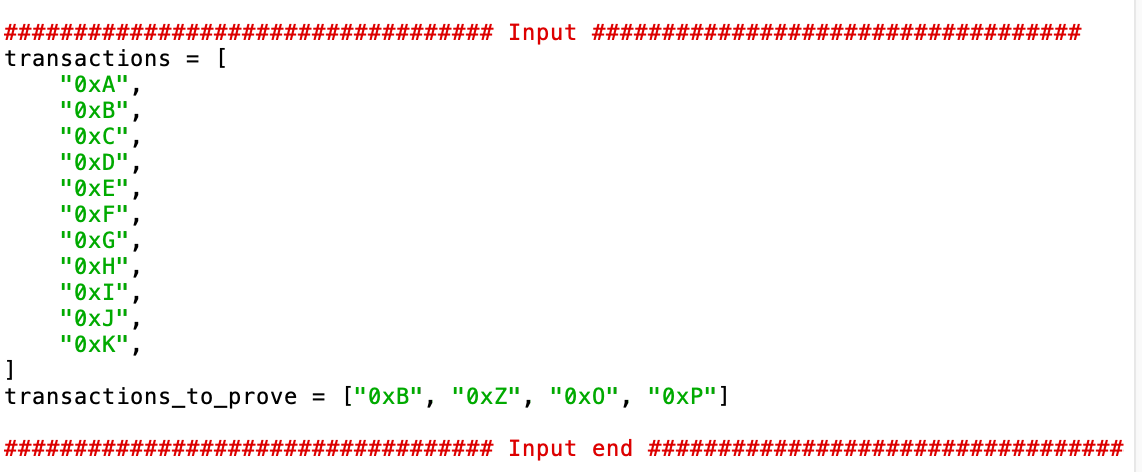 ################################### Input ###################################
transactions = [
    "0xA",
    "0xB",
    "0xC",
    "0xD",
    "0xE",
    "0xF",
    "0xG",
    "0xH",
    "0xI",
    "0xJ",
    "0xK",
]
transactions_to_prove = ["0xB", "0xZ", "0xO", "0xP"]
################################### Input end ##################################